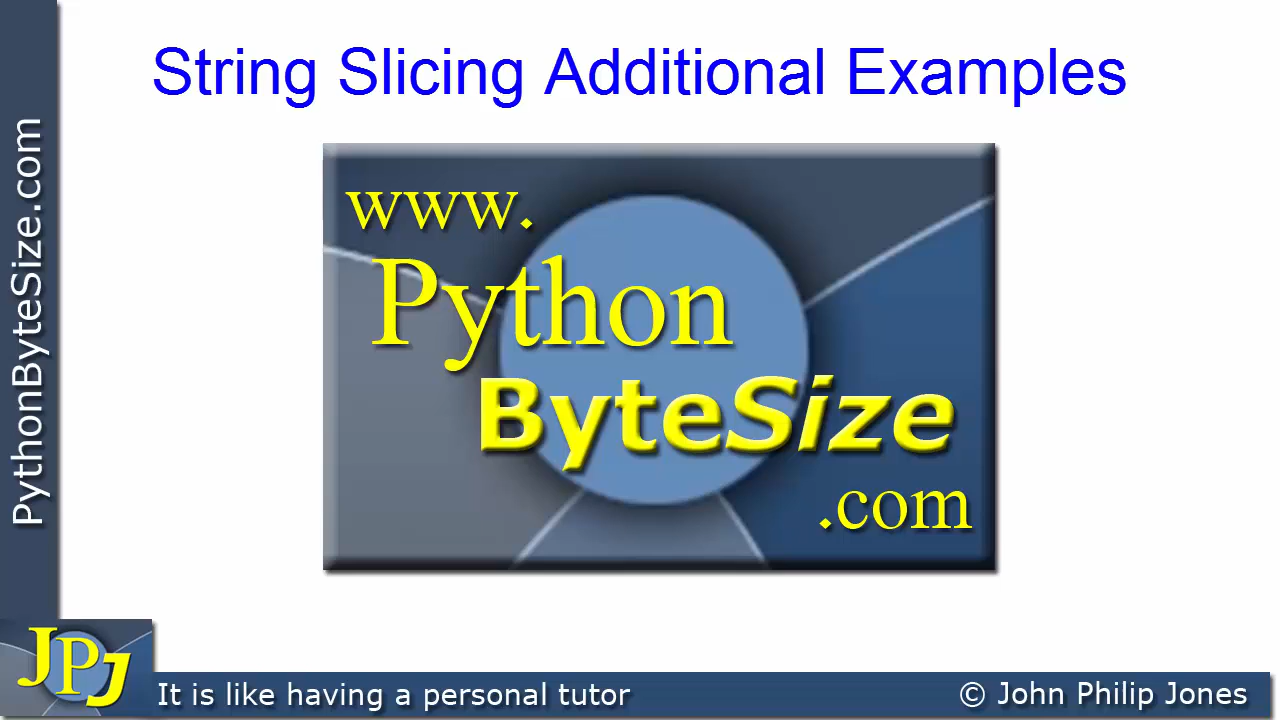 String Slicing Additional Examples
www.
Python
ByteSize
.com
PythonByteSize.com
JPJ
It is like having a personal tutor
© John Philip Jones